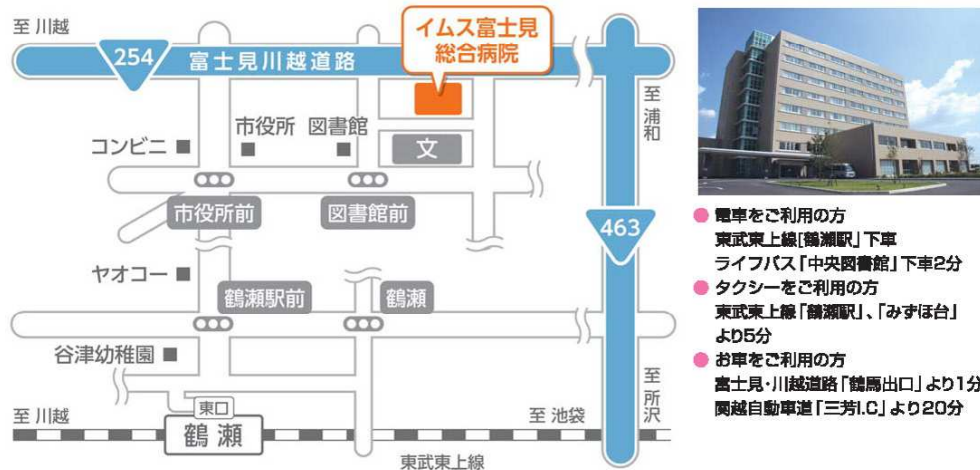 至 川越
254
富士見川越道路
イムス富士見
総合病院
至 浦和
市役所 図書館
コンビニ
文
市役所前
図書館前
463
ヤオコー
鶴瀬駅前
鶴瀬
谷津幼稚園
至 所沢
至 川越
東口
鶴瀬
至 池袋
東武東上線
● 電車をご利用の方
東武東上線[鶴瀬駅」下車
ライフバス「中央図書館」下車2分
● タクシーをご利用の方
東武東上線「鶴瀬駅」、「みずほ台」
より5分
● お車をご利用の方
富士見・川越道路「鶴馬出口」より1分
関越自動車道「三芳I.C」より20分